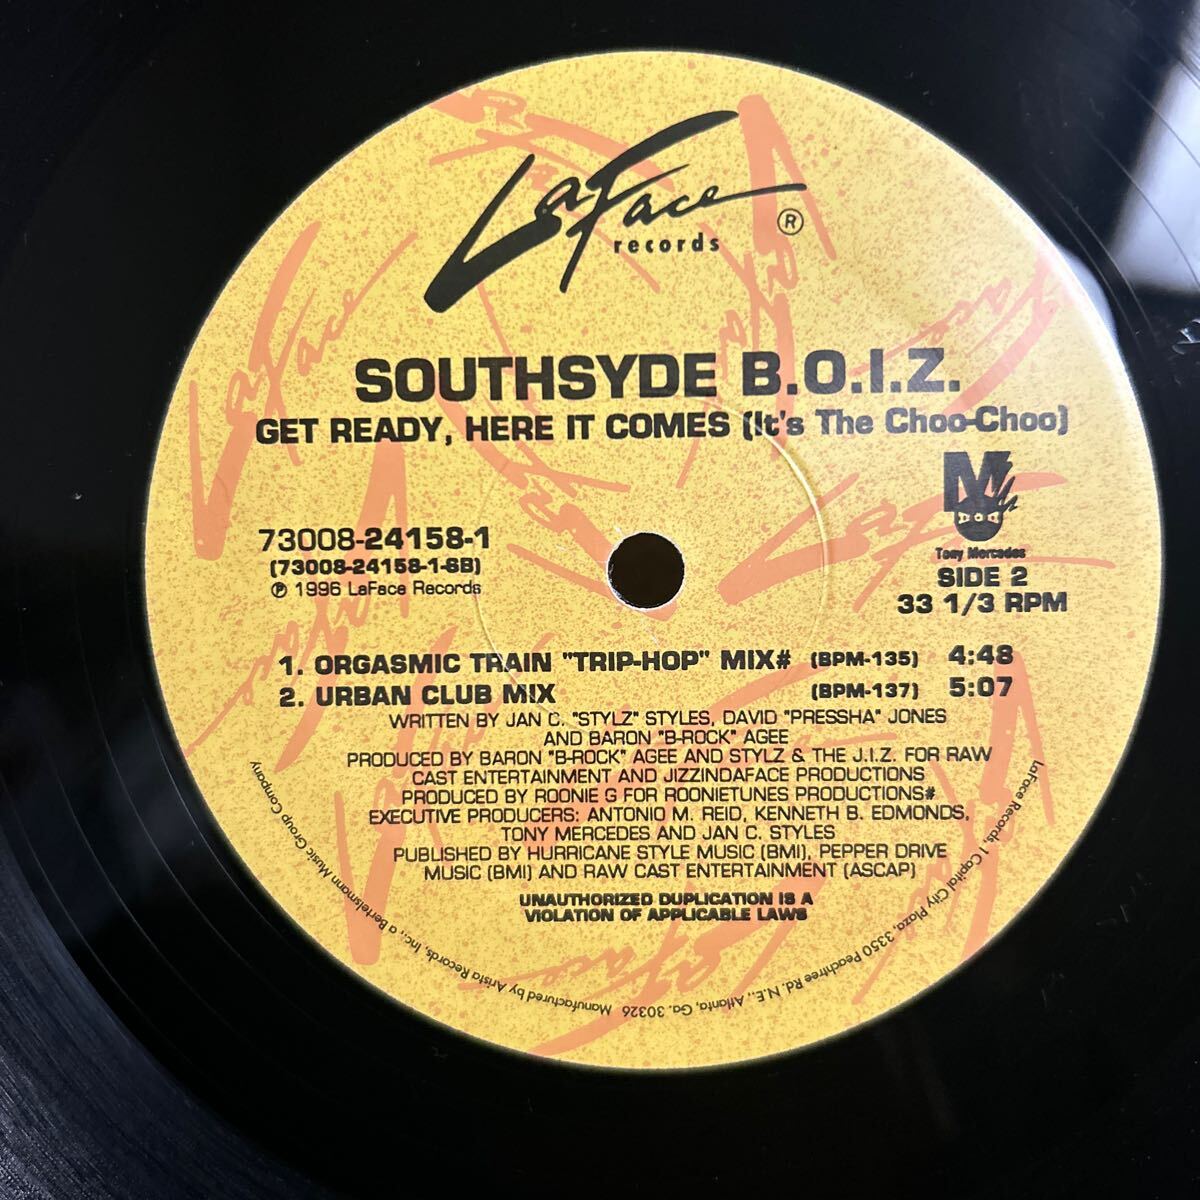 LaFace
records
®
SOUTHSYDE B.O.I.Z.
GET READY, HERE IT COMES (It's The Choo-Choo)
73008-24158-1
(73008-24158-1-SB)
℗ 1996 LaFace Records
Tony Mercedes
SIDE 2
33 1/3 RPM
1. ORGASMIC TRAIN "TRIP-HOP" MIX# (BPM-135) 4:48
2. URBAN CLUB MIX (BPM-137) 5:07
WRITTEN BY JAN C. "STYLZ" STYLES, DAVID "PRESSHA" JONES
AND BARON "B-ROCK" AGEE
PRODUCED BY BARON "B-ROCK" AGEE AND STYLZ & THE J.I.Z. FOR RAW
CAST ENTERTAINMENT AND JIZZINDAFACE PRODUCTIONS
PRODUCED BY ROONIE G FOR ROONIETUNES PRODUCTIONS#
EXECUTIVE PRODUCERS: ANTONIO M. REID, KENNETH B. EDMONDS,
TONY MERCEDES AND JAN C. STYLES
PUBLISHED BY HURRICANE STYLE MUSIC (BMI), PEPPER DRIVE
MUSIC (BMI) AND RAW CAST ENTERTAINMENT (ASCAP)
UNAUTHORIZED DUPLICATION IS A
VIOLATION OF APPLICABLE LAWS
LaFace Records, 1 Capital City Plaza, 3350 Peachtree Rd. N.E., Atlanta, Ga. 30326 Manufactured by Arista Records, Inc., a Bertelsmann Music Group Company